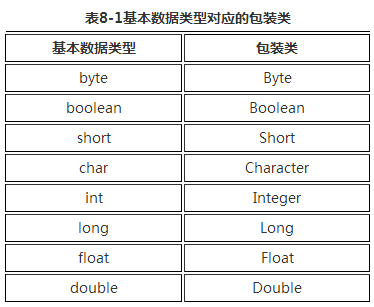 表8-1基本数据类型对应的包装类
基本数据类型 包装类
byte Byte
boolean Boolean
short Short
char Character
int Integer
long Long
float Float
double Double